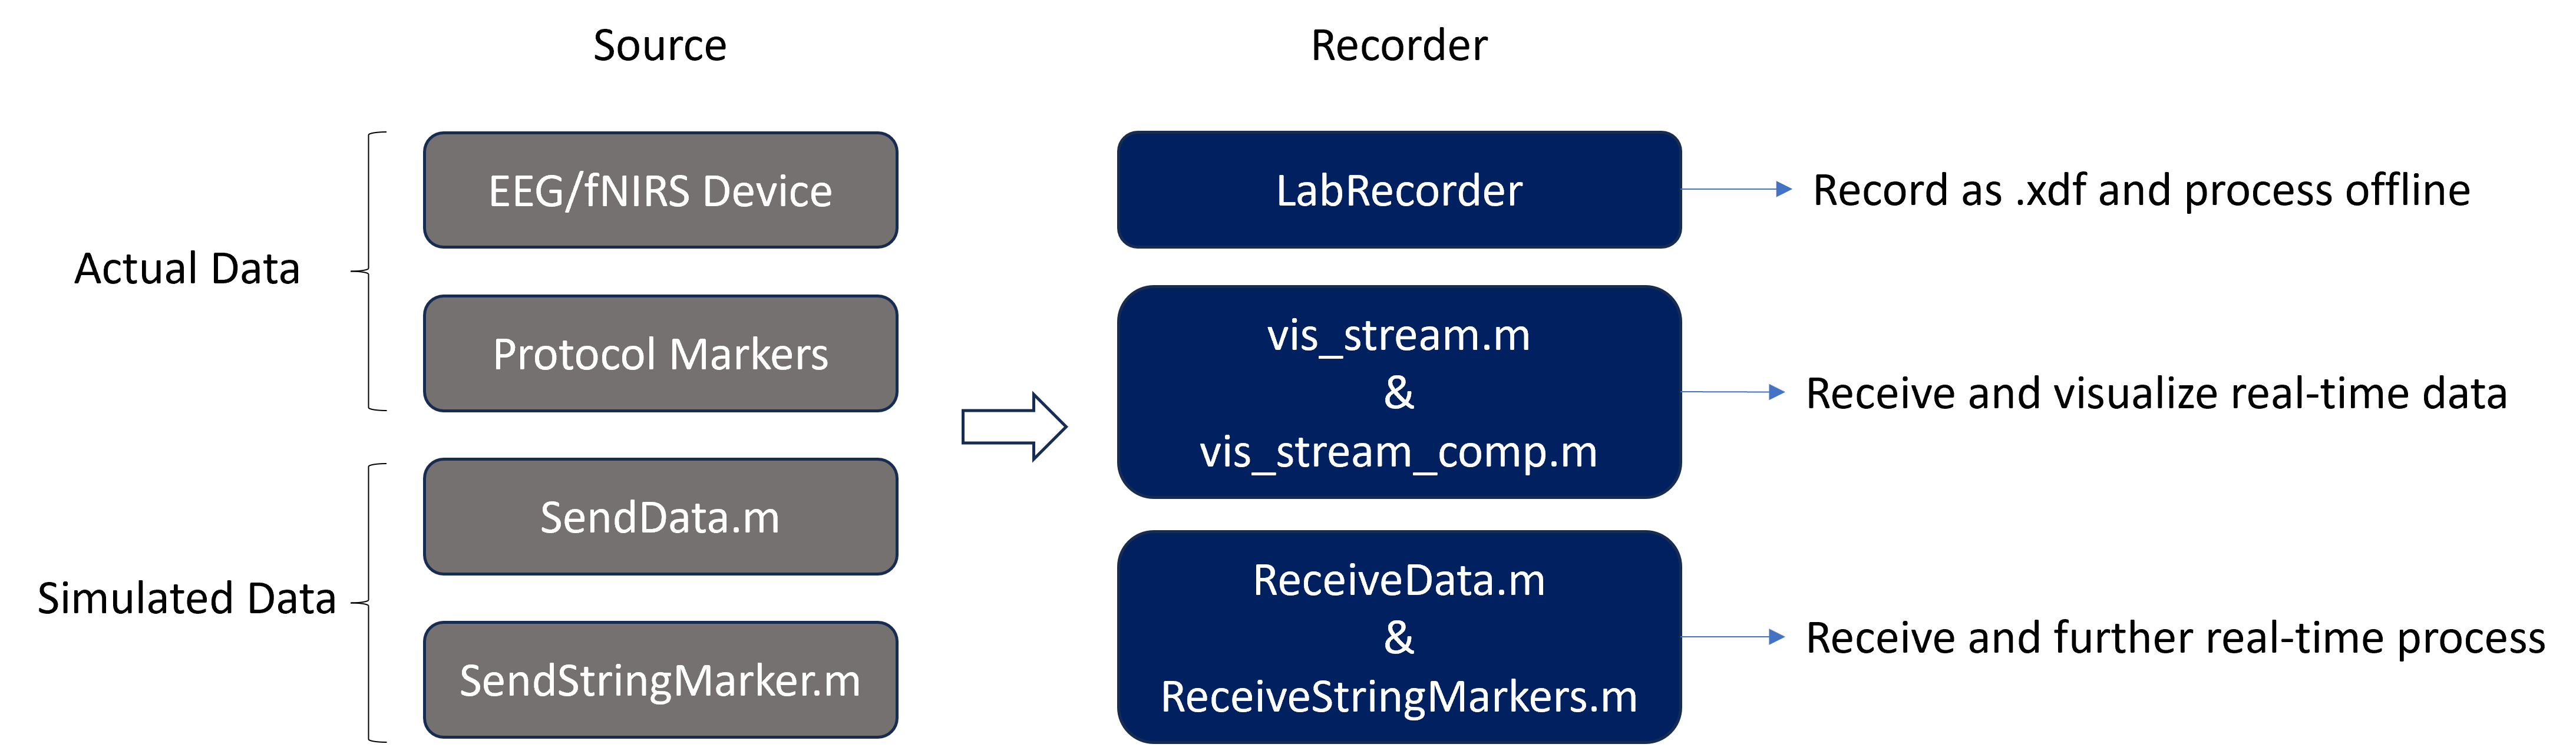 Source
Recorder
Actual Data
EEG/fNIRS Device
Protocol Markers
Simulated Data
SendData.m
SendStringMarker.m
LabRecorder
Record as .xdf and process offline
vis_stream.m
&
vis_stream_comp.m
Receive and visualize real-time data
ReceiveData.m
&
ReceiveStringMarkers.m
Receive and further real-time process